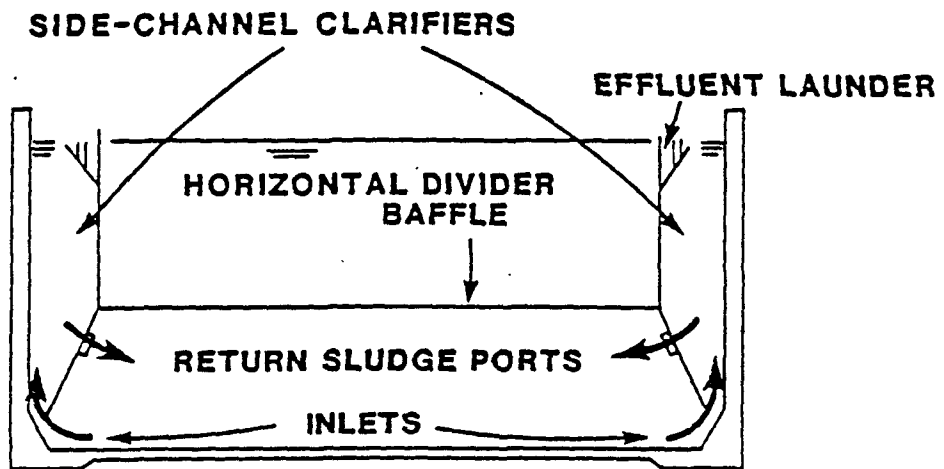 SIDE-CHANNEL CLARIFIERS
EFFLUENT LAUNDER
HORIZONTAL DIVIDER
BAFFLE
RETURN SLUDGE PORTS
INLETS